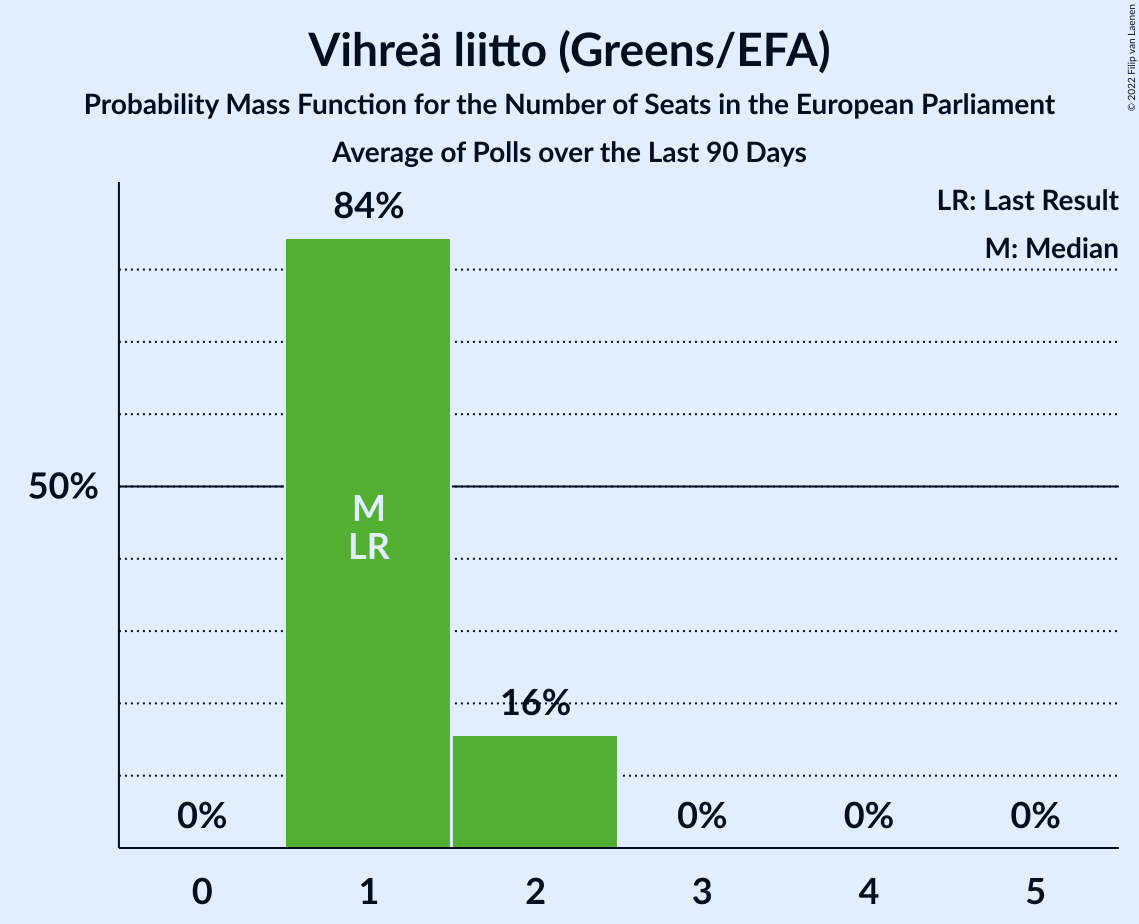 Vihreä liitto (Greens/EFA)
Probability Mass Function for the Number of Seats in the European Parliament
Average of Polls over the Last 90 Days
© 2022 Filip van Laenen
LR: Last Result
M: Median
84%
50%
M
LR
16%
0%
0%
0%
0%
0
1
2
3
4
5